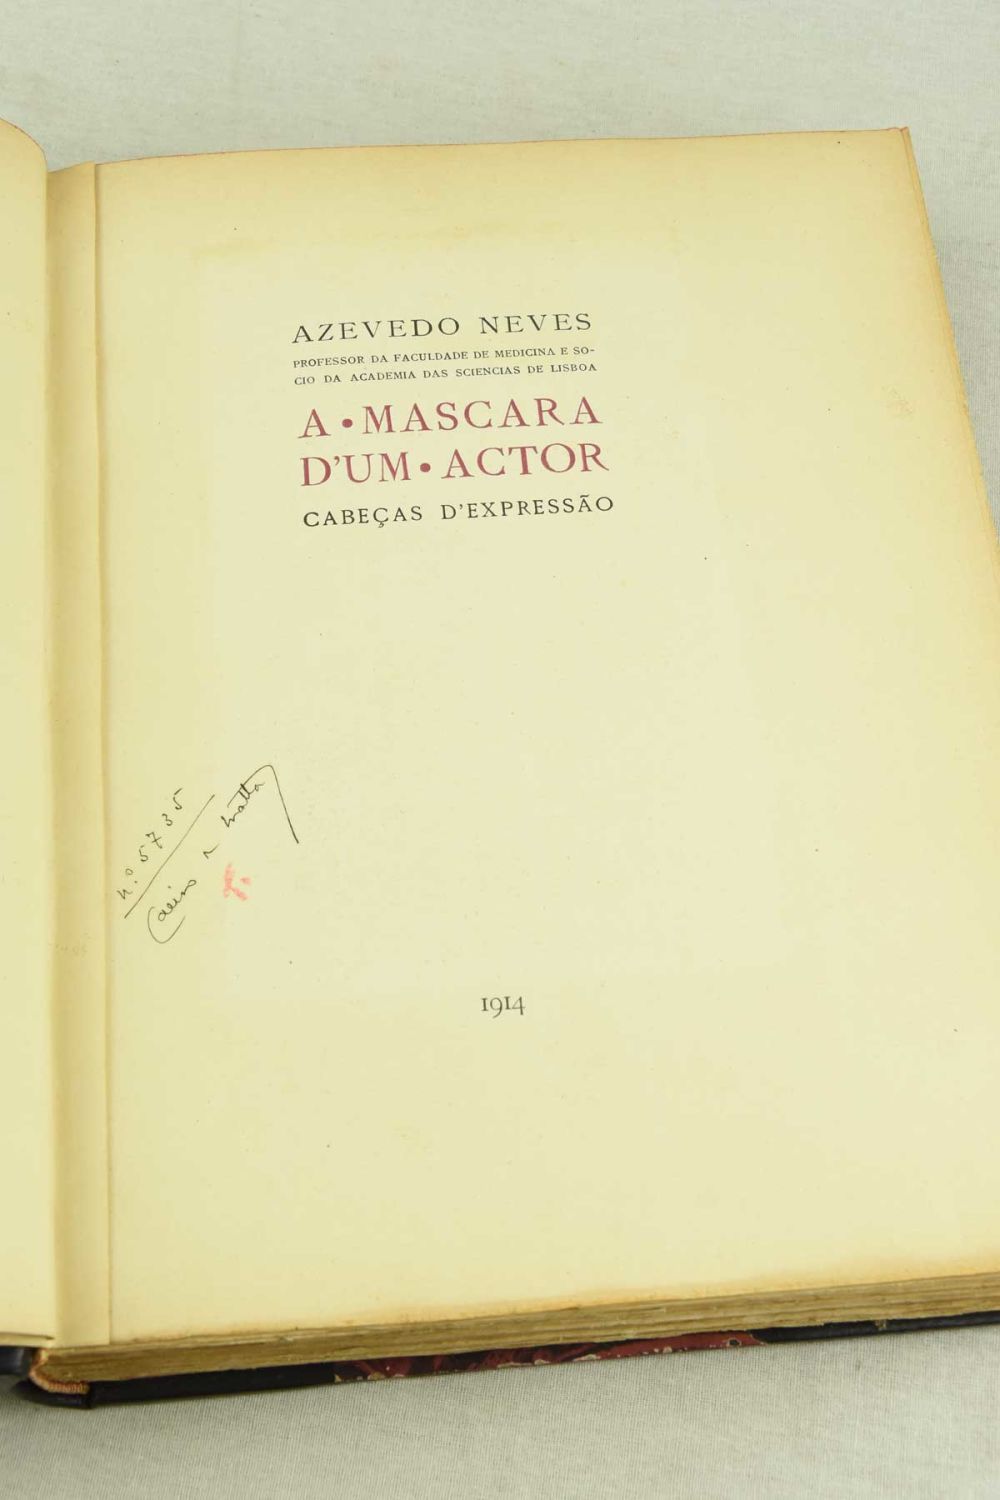 AZEVEDO NEVES
PROFESSOR DA FACULDADE DE MEDICINA E SO-
CIO DA ACADEMIA DAS SCIENCIAS DE LISBOA
A • MASCARA
D'UM • ACTOR
CABEÇAS D'EXPRESSÃO
n.º 5735
Matta
1914